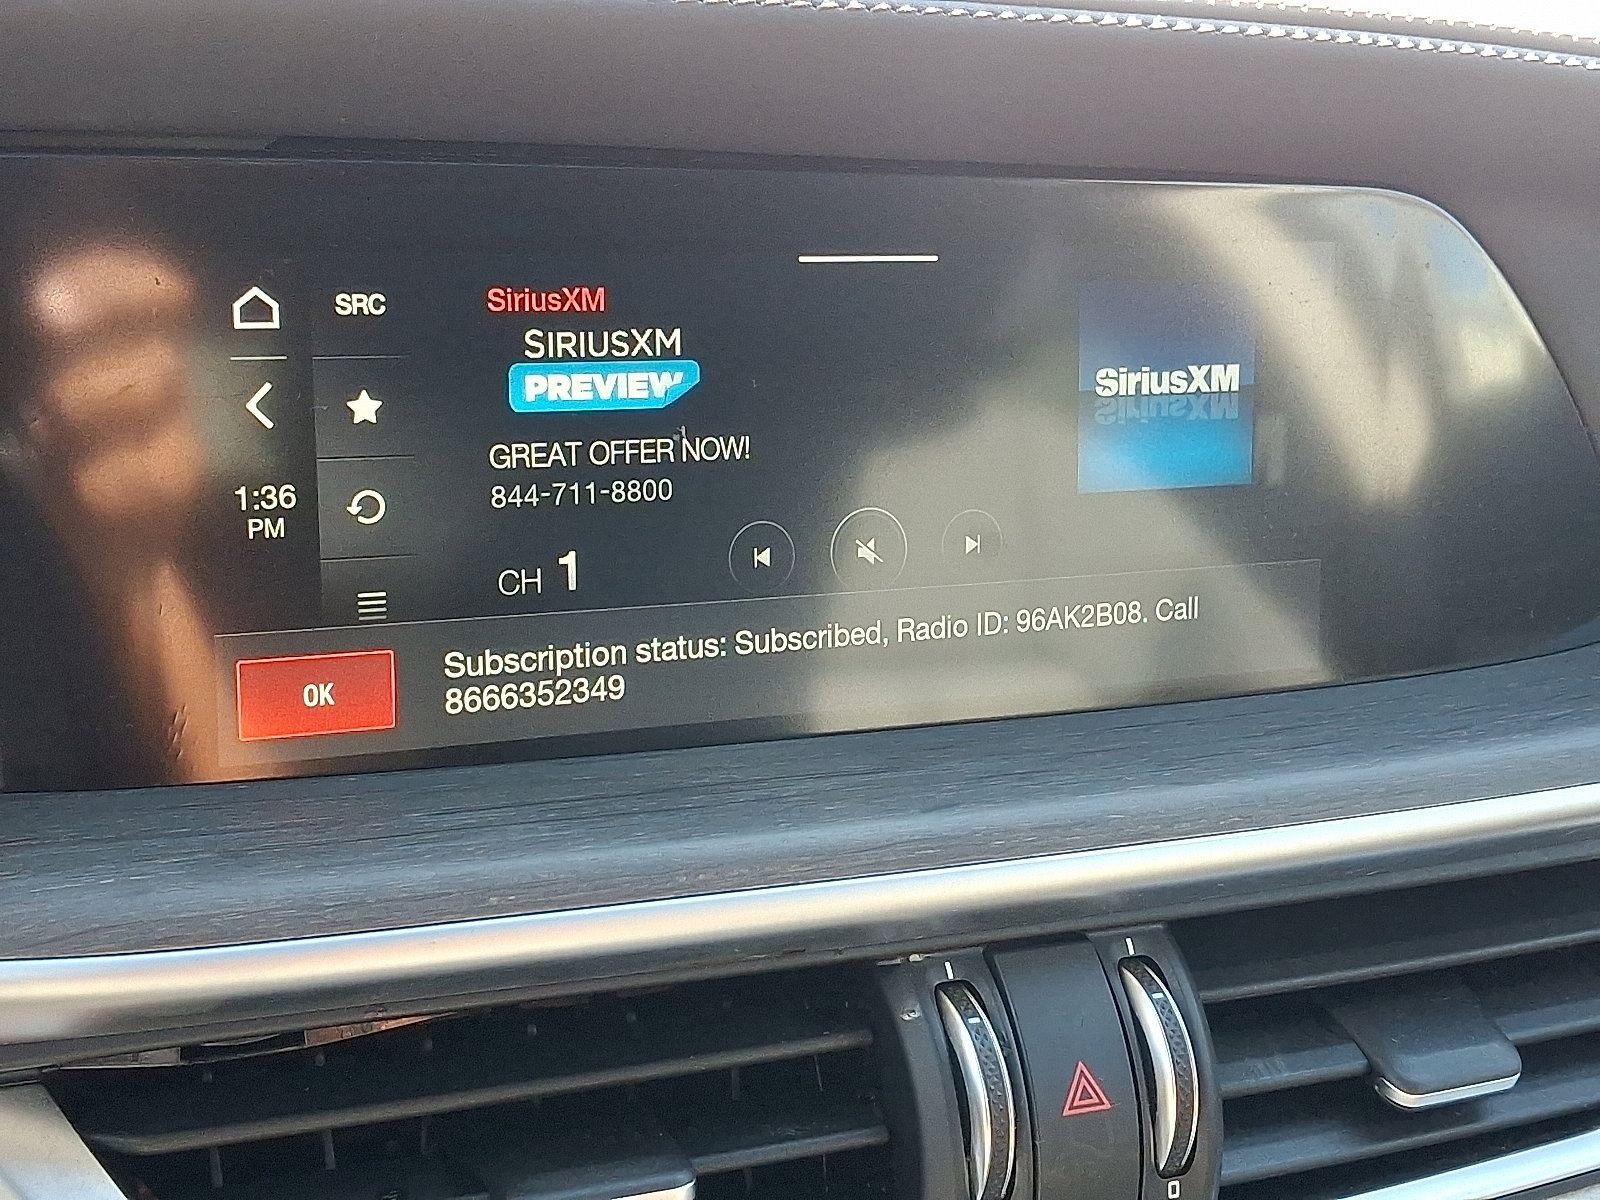 SRC
SiriusXM
SIRIUSXM
PREVIEW
GREAT OFFER NOW!
844-711-8800
SiriusXM
1:36
PM
CH 1
OK
Subscription status: Subscribed, Radio ID: 96AK2B08. Call
8666352349
0